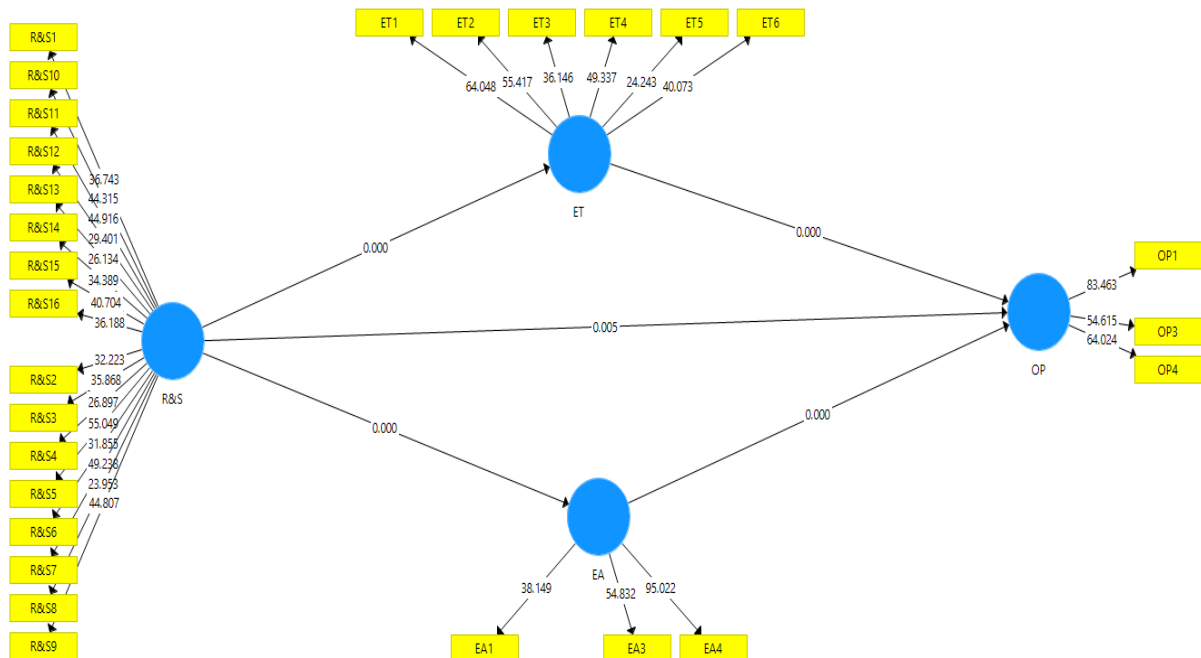 ET1 ET2 ET3 ET4 ET5 ET6
64.048 55.417 36.146 49.337 24.243 40.073
ET
R&S1
R&S10
R&S11
R&S12
R&S13
R&S14
R&S15
R&S16
R&S2
R&S3
R&S4
R&S5
R&S6
R&S7
R&S8
R&S9
36.743
44.315
44.916
29.401
26.134
34.389
40.704
36.188
32.223
35.868
26.897
55.049
31.855
49.238
23.953
44.807
R&S
0.000
0.000
0.005
0.000
0.000
OP
83.463
54.615
64.024
OP1
OP3
OP4
EA
38.149 54.832 95.022
EA1 EA3 EA4